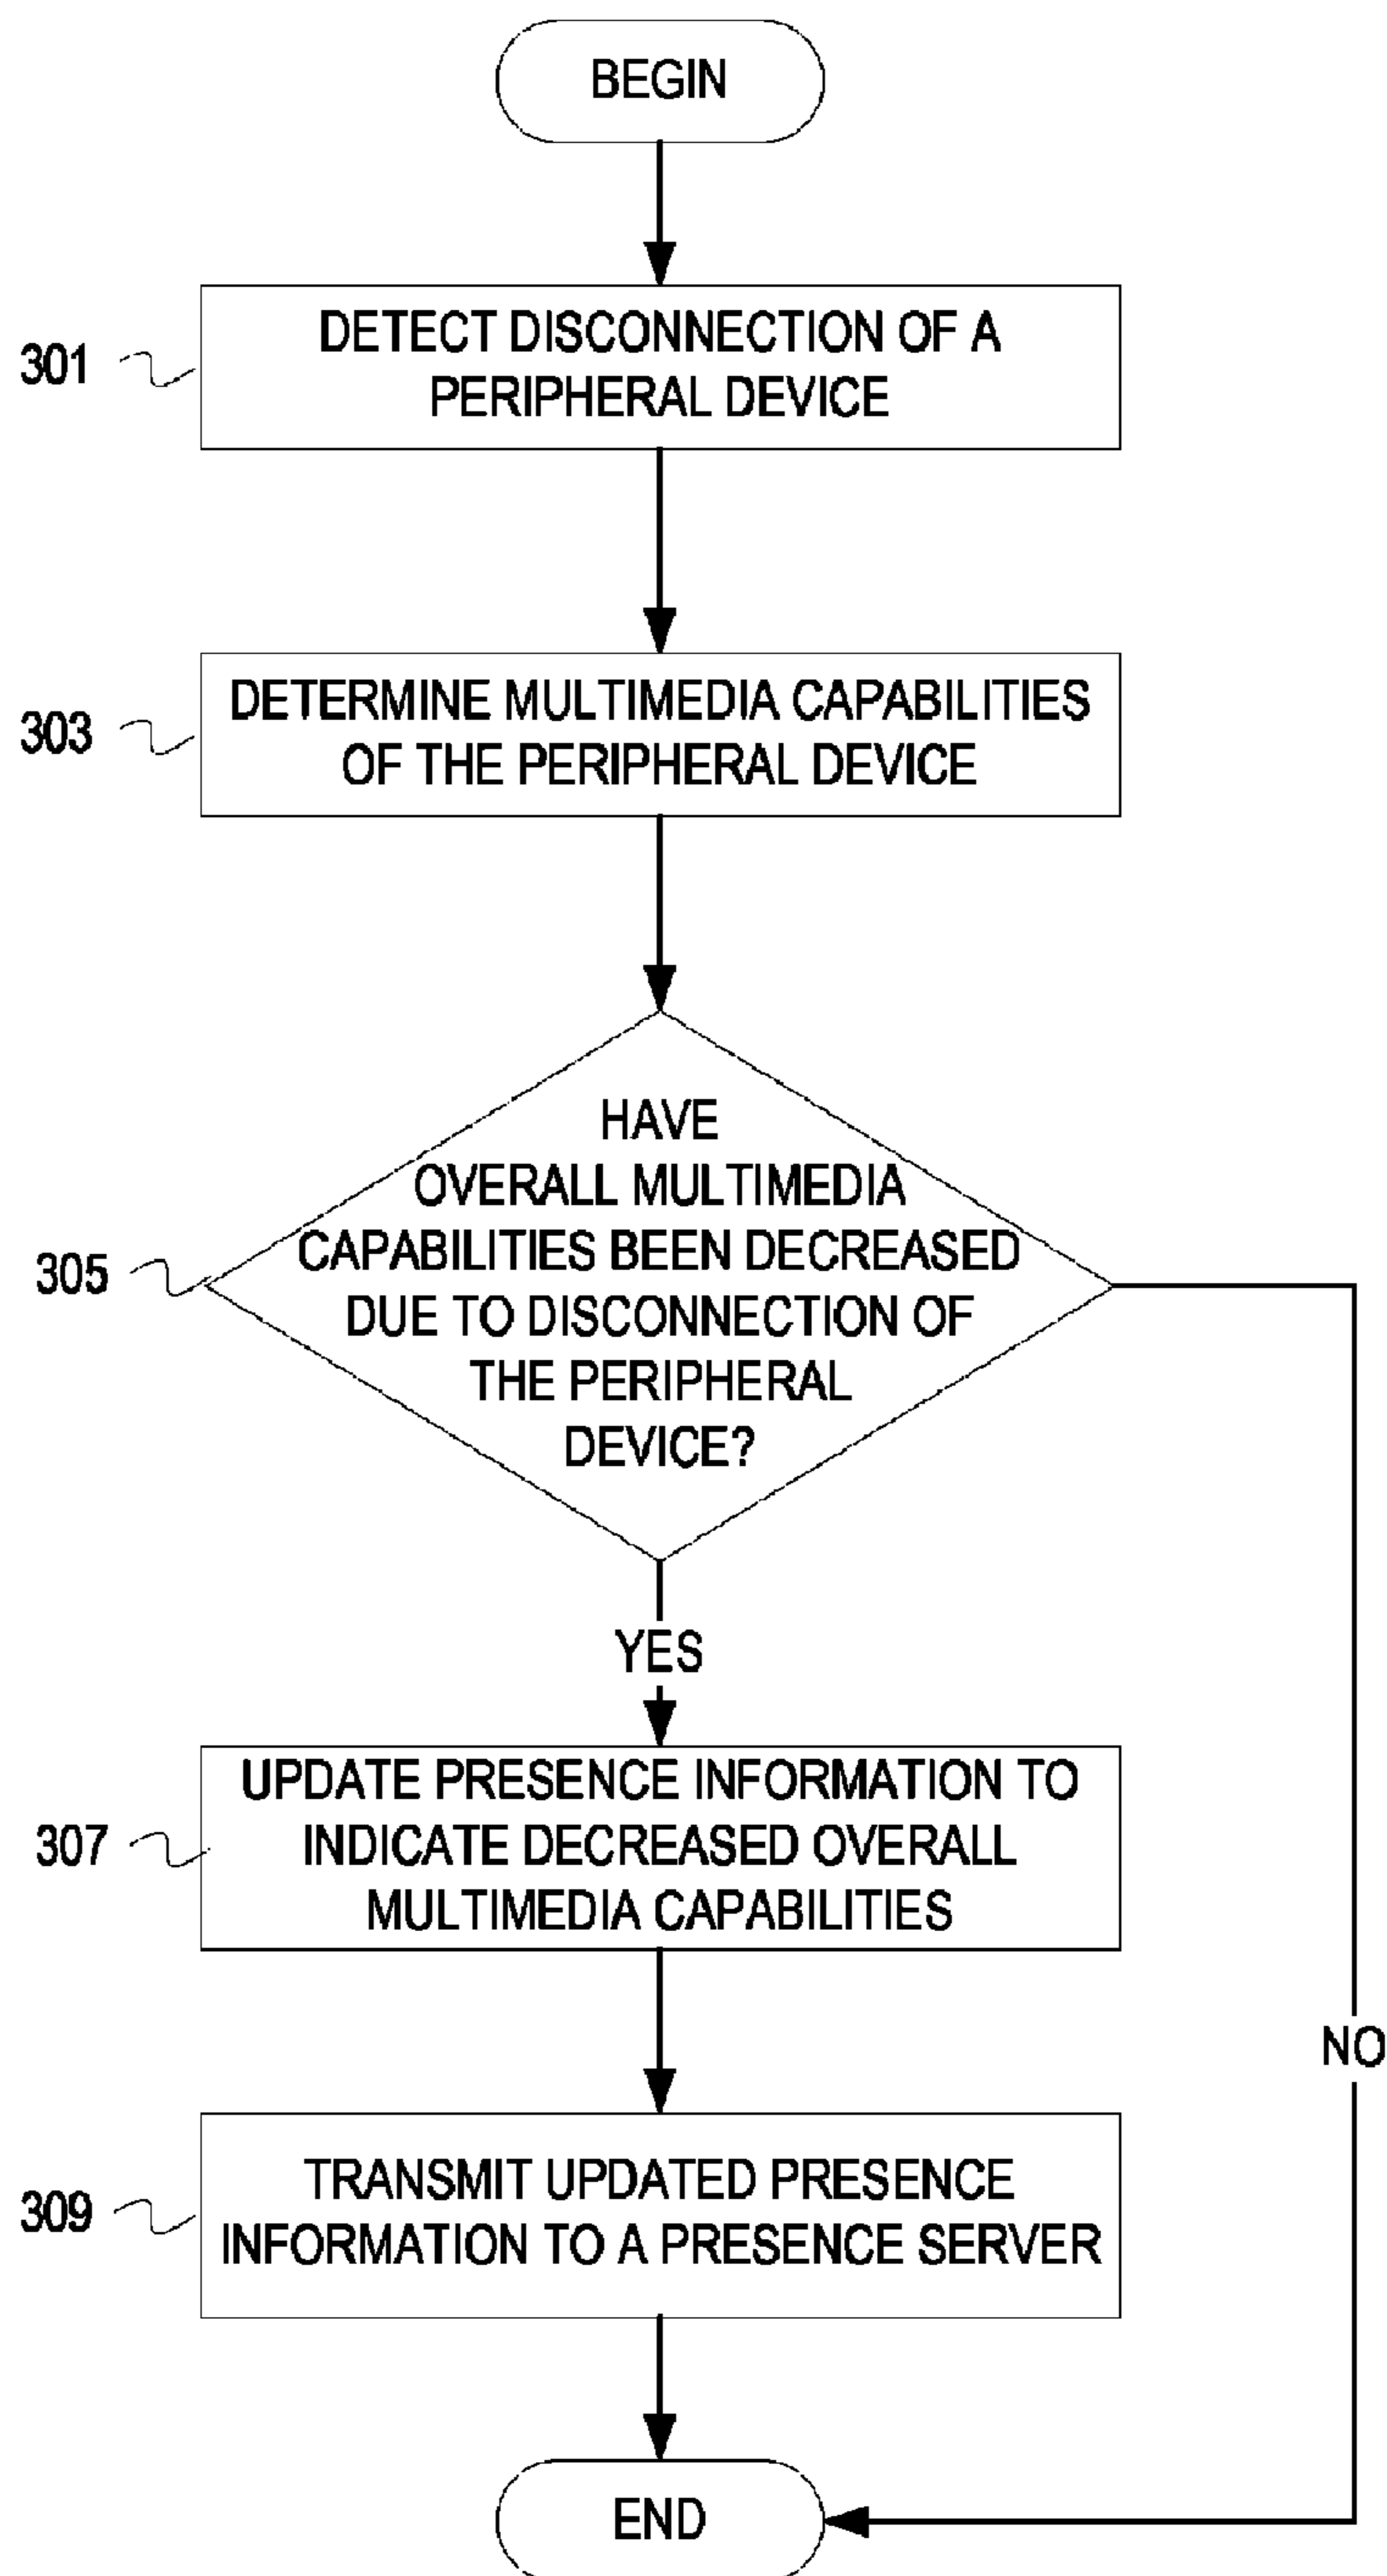 BEGIN
301
DETECT DISCONNECTION OF A
PERIPHERAL DEVICE
303
DETERMINE MULTIMEDIA CAPABILITIES
OF THE PERIPHERAL DEVICE
305
HAVE
OVERALL MULTIMEDIA
CAPABILITIES BEEN DECREASED
DUE TO DISCONNECTION OF
THE PERIPHERAL
DEVICE?
YES
307
UPDATE PRESENCE INFORMATION TO
INDICATE DECREASED OVERALL
MULTIMEDIA CAPABILITIES
NO
309
TRANSMIT UPDATED PRESENCE
INFORMATION TO A PRESENCE SERVER
END